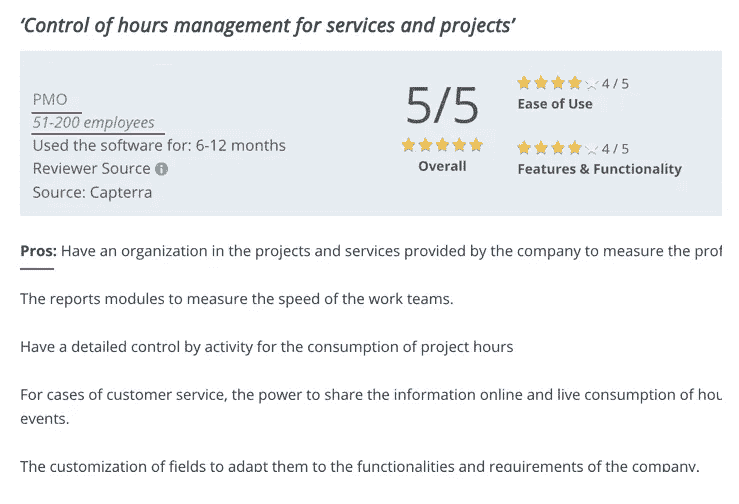 ‘Control of hours management for services and projects’
PMO
51-200 employees
Used the software for: 6-12 months
Reviewer Source
Source: Capterra
5/5
Overall
4 / 5
Ease of Use
4 / 5
Features & Functionality
Pros: Have an organization in the projects and services provided by the company to measure the
The reports modules to measure the speed of the work teams.
Have a detailed control by activity for the consumption of project hours
For cases of customer service, the power to share the information online and live consumption of
events.
The customization of fields to adapt them to the functionalities and requirements of the company.